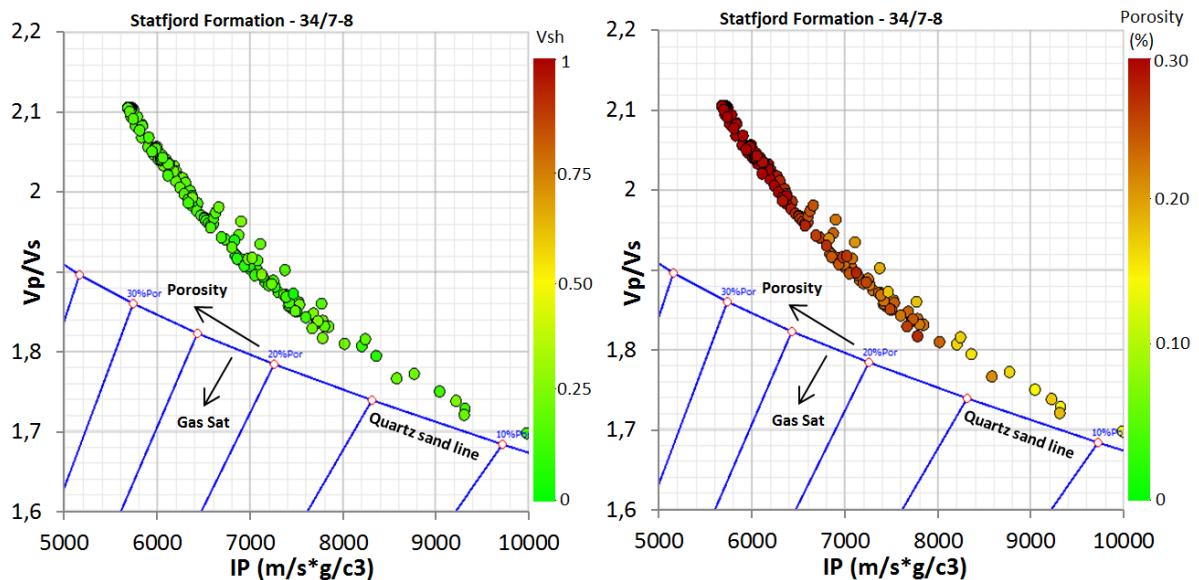 Statfjord Formation - 34/7-8
Vsh
2,2
2,1
2
1,9
1,8
1,7
1,6
Vp/Vs
1
0.75
0.50
0.25
0
30%Por
Porosity
20%Por
Gas Sat
Quartz sand line
10%Por
5000 6000 7000 8000 9000 10000
IP (m/s*g/c3)
Statfjord Formation - 34/7-8
Porosity
(%)
2,2
2,1
2
1,9
1,8
1,7
1,6
Vp/Vs
0.30
0.20
0.10
0
30%Por
Porosity
20%Por
Gas Sat
Quartz sand line
10%Por
5000 6000 7000 8000 9000 10000
IP (m/s*g/c3)